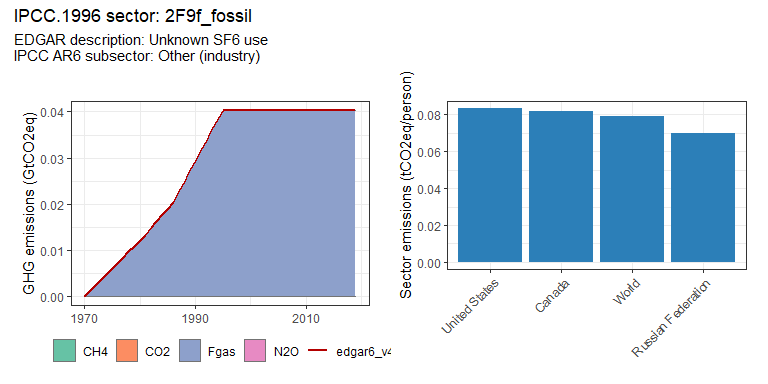 IPCC.1996 sector: 2F9f_fossil
EDGAR description: Unknown SF6 use
IPCC AR6 subsector: Other (industry)
GHG emissions (GtCO2eq)
0.04
0.03
0.02
0.01
0.00
1970
1990
2010
CH4
CO2
Fgas
N2O
edgar6_v4
Sector emissions (tCO2eq/person)
0.08
0.06
0.04
0.02
0.00
United States
Canada
World
Russian Federation